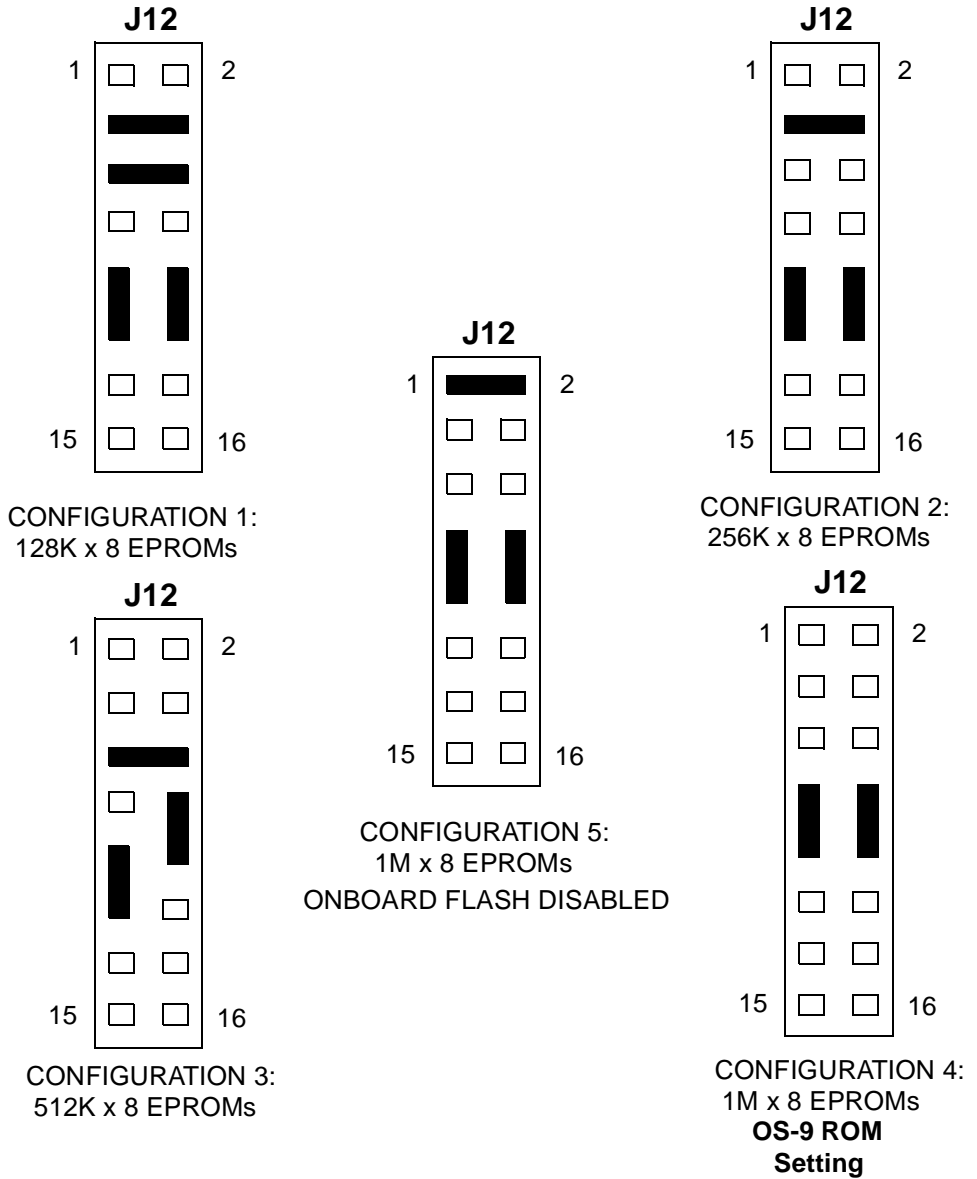 J12
1 2
15 16
CONFIGURATION 1:
128K x 8 EPROMs
J12
1 2
15 16
CONFIGURATION 2:
256K x 8 EPROMs
J12
1 2
15 16
CONFIGURATION 5:
1M x 8 EPROMs
ONBOARD FLASH DISABLED
J12
1 2
15 16
CONFIGURATION 3:
512K x 8 EPROMs
J12
1 2
15 16
CONFIGURATION 4:
1M x 8 EPROMs
OS-9 ROM
Setting